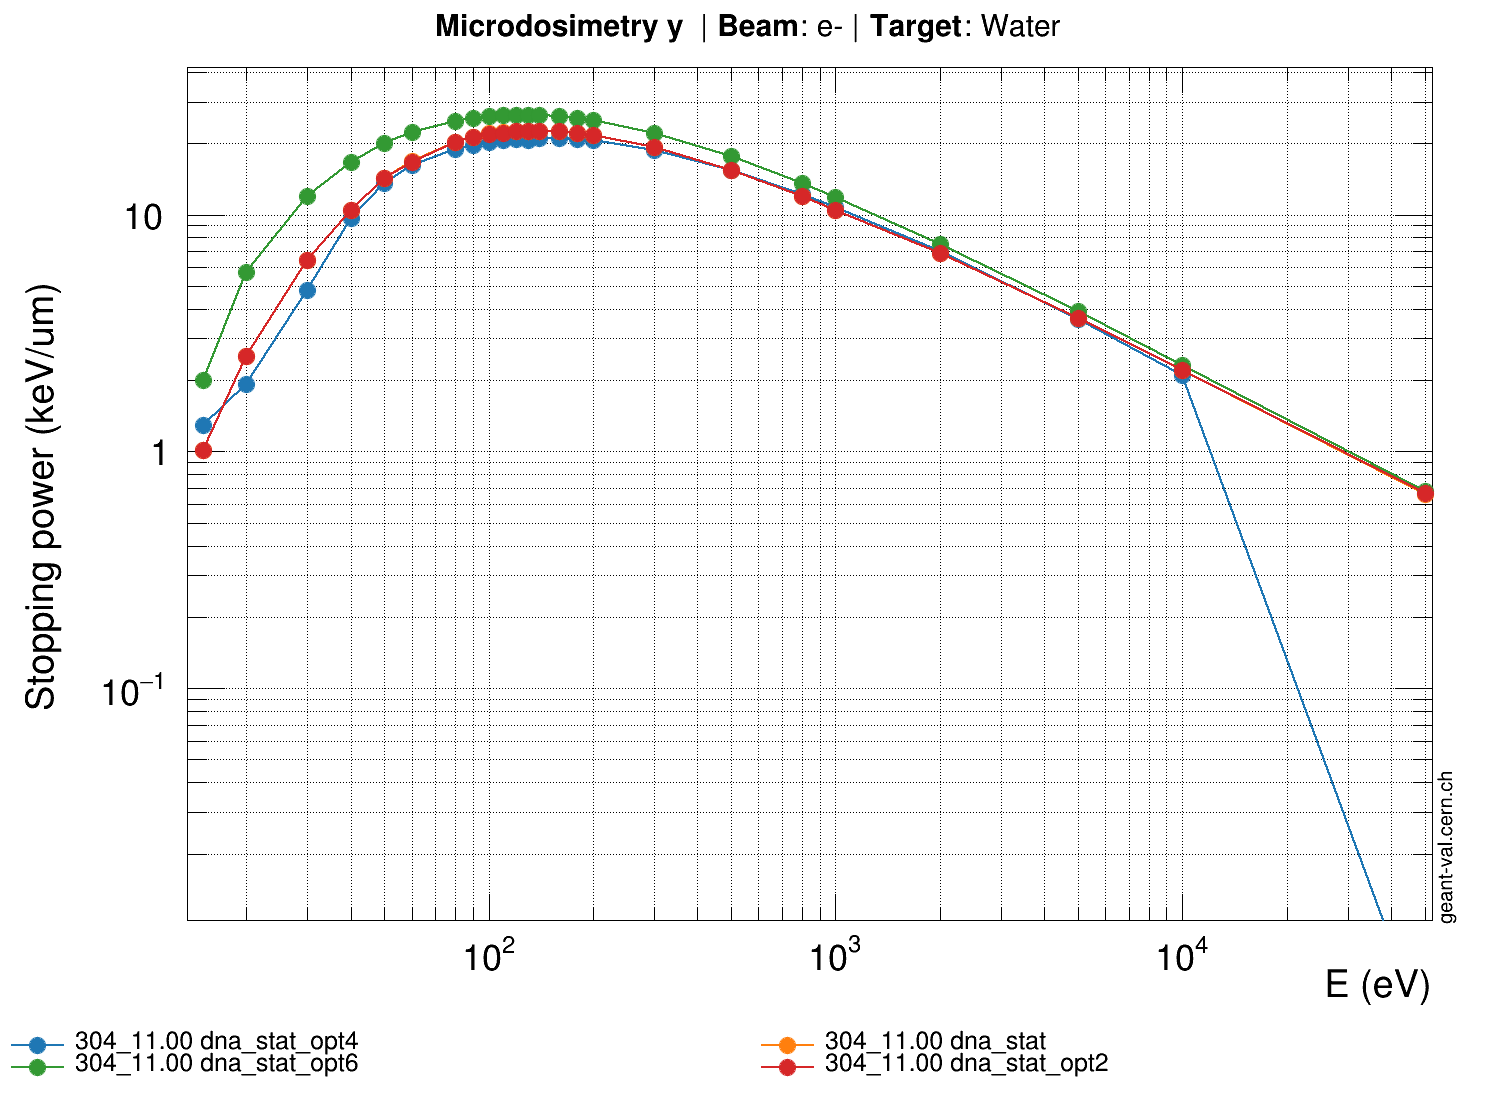 Microdosimetry y | Beam: e- | Target: Water
Stopping power (keV/um)
10
1
10⁻¹
10² 10³ 10⁴
E (eV)
geant-val.cern.ch
304_11.00 dna_stat_opt4 304_11.00 dna_stat
304_11.00 dna_stat_opt6 304_11.00 dna_stat_opt2